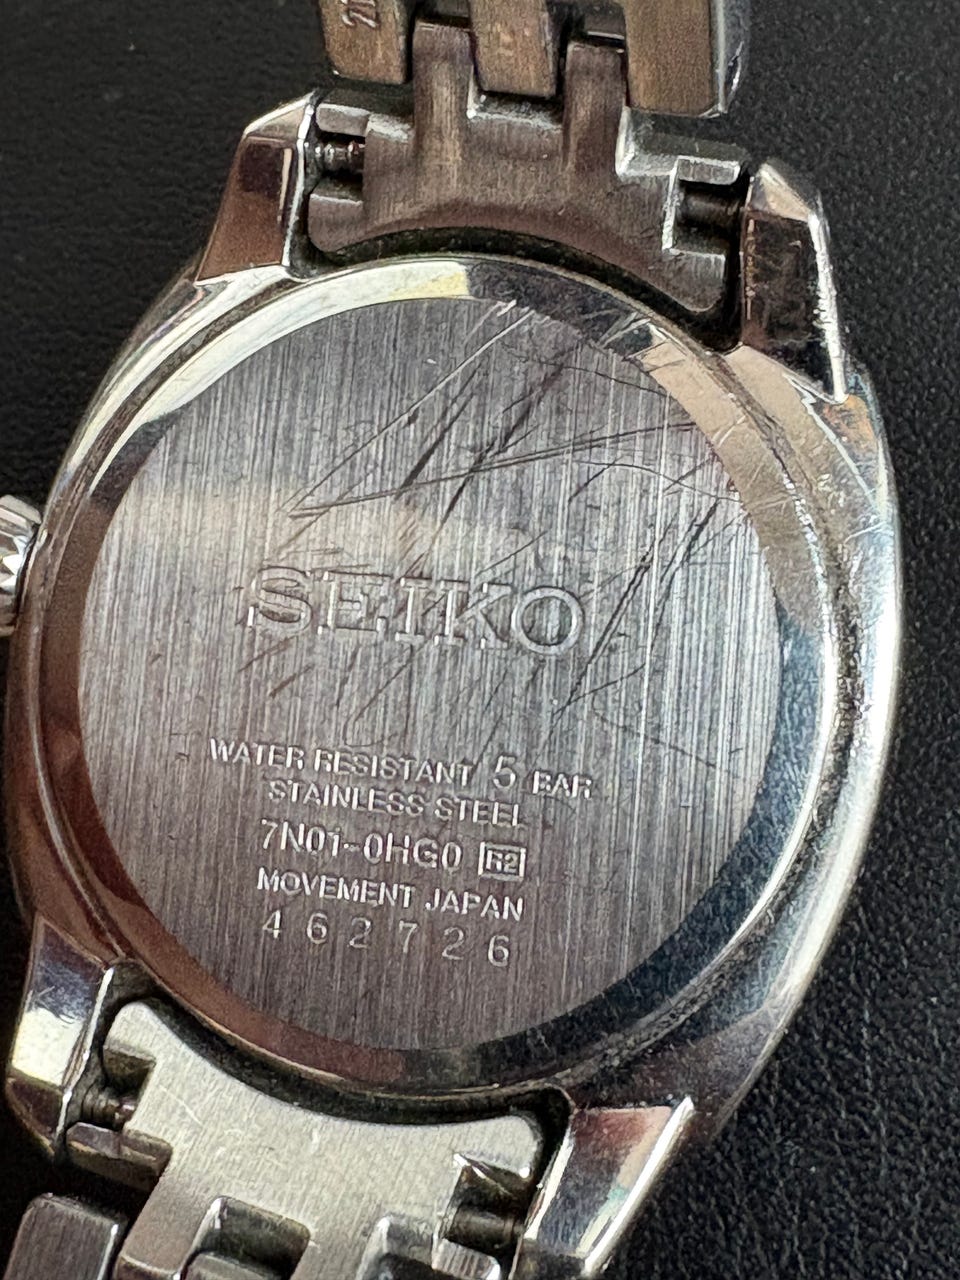 SEIKO
WATER RESISTANT 5 BAR
STAINLESS STEEL
7N01-0HG0 R2
MOVEMENT JAPAN
462726